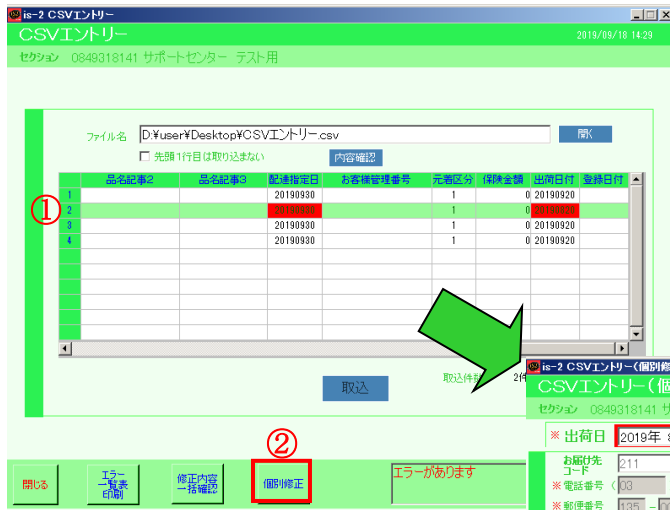 is-2 CSVエントリー
CSVエントリー 2019/09/18 14:29
セクション 0849318141 サポートセンター テスト用
ファイル名 D:¥user¥Desktop¥CSVエントリー.csv 開く
先頭1行目は取り込まない 内容確認
品名記事2 品名記事3 配達指定日 お客様管理番号 元着区分 保険金額 出荷日付 登録日付
1 20190930 1 0 20190920
① 2 20190930 1 0 20190920
3 20190930 1 0 20190920
4 20190930 1 0 20190920
取込 取込件 2件
②
閉じる エラー一覧表印刷 修正内容一括確認 個別修正 エラーがあります
is-2 CSVエントリー(個別修
CSVエントリー(個
セクション 0849318141 サ
※ 出荷日 2019年
お届け先コード 211
※ 電話番号 ( 03
※ 郵便番号 135 -